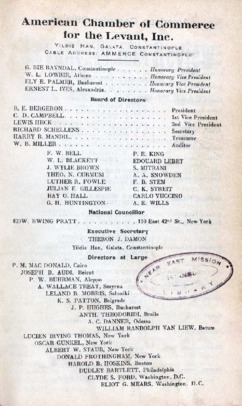 American Chamber of Commerce
for the Levant, Inc.
YILDIZ HAN, GALATA, CONSTANTINOPLE
CABLE ADDRESS: AMMERCE CONSTANTINOPLE
G. BIE RAVNDAL, Constantinople . . . . Honorary President
W. L. LOWRIE, Athens . . . . Honorary Vice President
ELY E. PALMER, Bucharest . . . . Honorary Vice President
ERNEST L. IVES, Alexandria . . . . Honorary Vice President
Board of Directors
E. E. BERGERON . . . . President
C. D. CAMPBELL . . . . 1st Vice President
LEWIS HECK . . . . 2nd Vice President
RICHARD SCHELLENS . . . . Secretary
HARRY R. MANDIL . . . . Treasurer
W. B. MILLER . . . . Auditor
F. W. BELL P. E. KING
W. L. BLACKETT EDOUARD LEBET
J. WYLIE BROWN S. MITRANI
THEO. N. CURMUSI A. A. SNOWDEN
LUTHER R. FOWLE F. B. STEM
JULIAN F. GILLESPIE C. K. STREIT
RAY O. HALL CARLO VUCCINO
G. H. HUNTINGTON A. E. WILLS
National Councillor
EDW. EWING PRATT . . . . 110 East 42nd St., New York
Executive Secretary
THERON J. DAMON
Yildiz Han, Galata, Constantinople
Directors at Large
P. M. MAC DONALD, Cairo
JOSEPH D. AUDI, Beirut
P. W. BUHRMAN, Aleppo
A. WALLACE TREAT, Smyrna
LELAND B. MORRIS, Saloniki
K. S. PATTON, Belgrade
J. P. HUGHES, Bucharest
ANTH. THEODORIDI, Braila
A. C. DANNER, Odessa
WILLIAM RANDOLPH VAN LIEW, Batum
LUCIEN IRVING THOMAS, New York
OSCAR GUNKEL, New York
ALBERT W. STAUB, New York
DONALD FROTHINGHAM, New York
HAROLD B. HOSKINS, Boston
DUDLEY BARTLETT, Philadelphia
CLYDE S. FORD, Washington, D.C.
ELIOT G. MEARS, Washington, D.C.
NEAR EAST MISSION